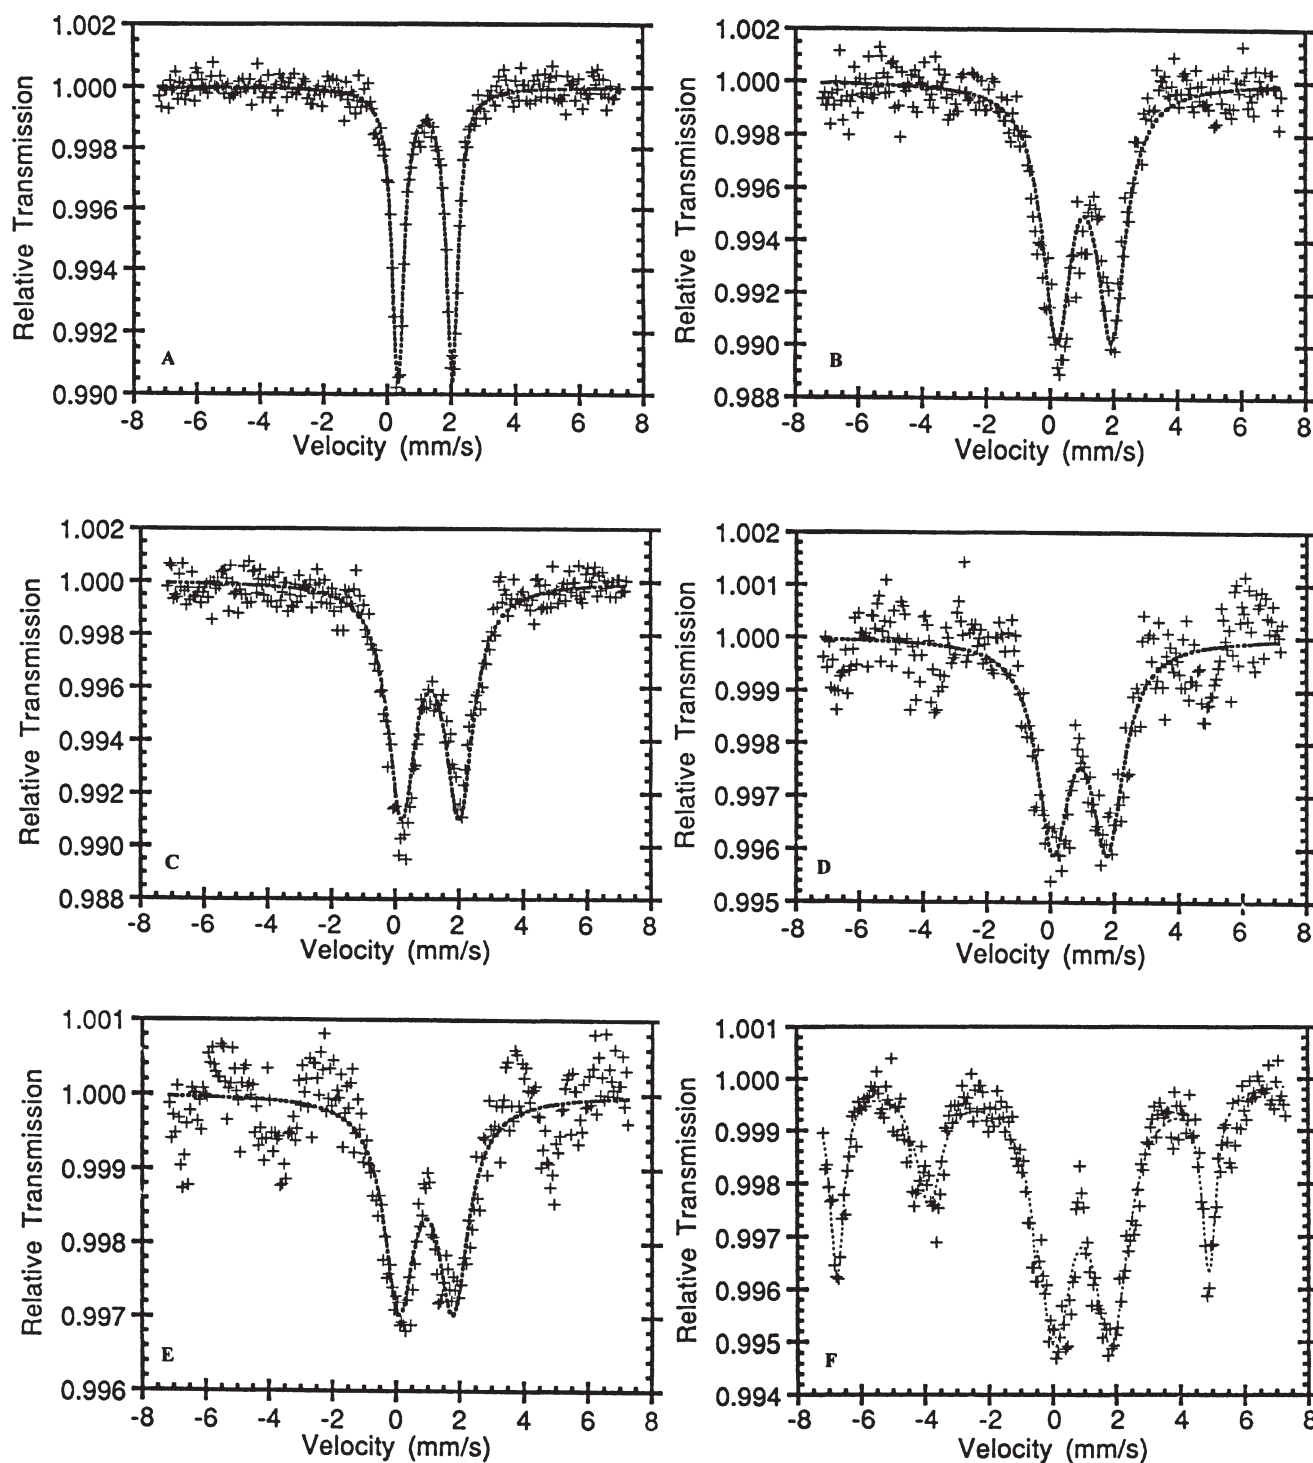 1.002
1.000
0.998
0.996
0.994
0.992
0.990
Relative Transmission
A
-8 -6 -4 -2 0 2 4 6 8
Velocity (mm/s)
1.002
1.000
0.998
0.996
0.994
0.992
0.990
0.988
Relative Transmission
B
-8 -6 -4 -2 0 2 4 6 8
Velocity (mm/s)
1.002
1.000
0.998
0.996
0.994
0.992
0.990
0.988
Relative Transmission
C
-8 -6 -4 -2 0 2 4 6 8
Velocity (mm/s)
1.002
1.001
1.000
0.999
0.998
0.997
0.996
0.995
Relative Transmission
D
-8 -6 -4 -2 0 2 4 6 8
Velocity (mm/s)
1.001
1.000
0.999
0.998
0.997
0.996
Relative Transmission
E
-8 -6 -4 -2 0 2 4 6 8
Velocity (mm/s)
1.001
1.000
0.999
0.998
0.997
0.996
0.995
0.994
Relative Transmission
F
-8 -6 -4 -2 0 2 4 6 8
Velocity (mm/s)